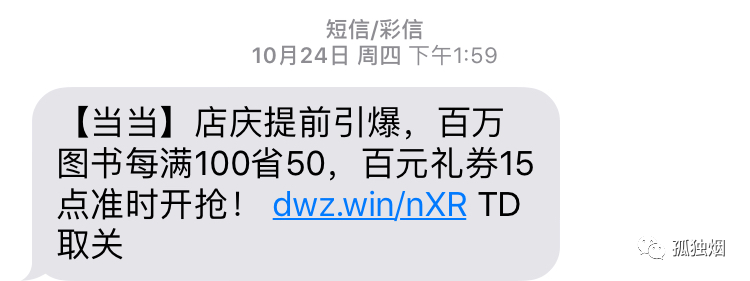 短信/彩信
10月24日 周四 下午1:59
【当当】店庆提前引爆，百万
图书每满100省50，百元礼券15
点准时开抢！ dwz.win/nXR TD
取关
孤独烟